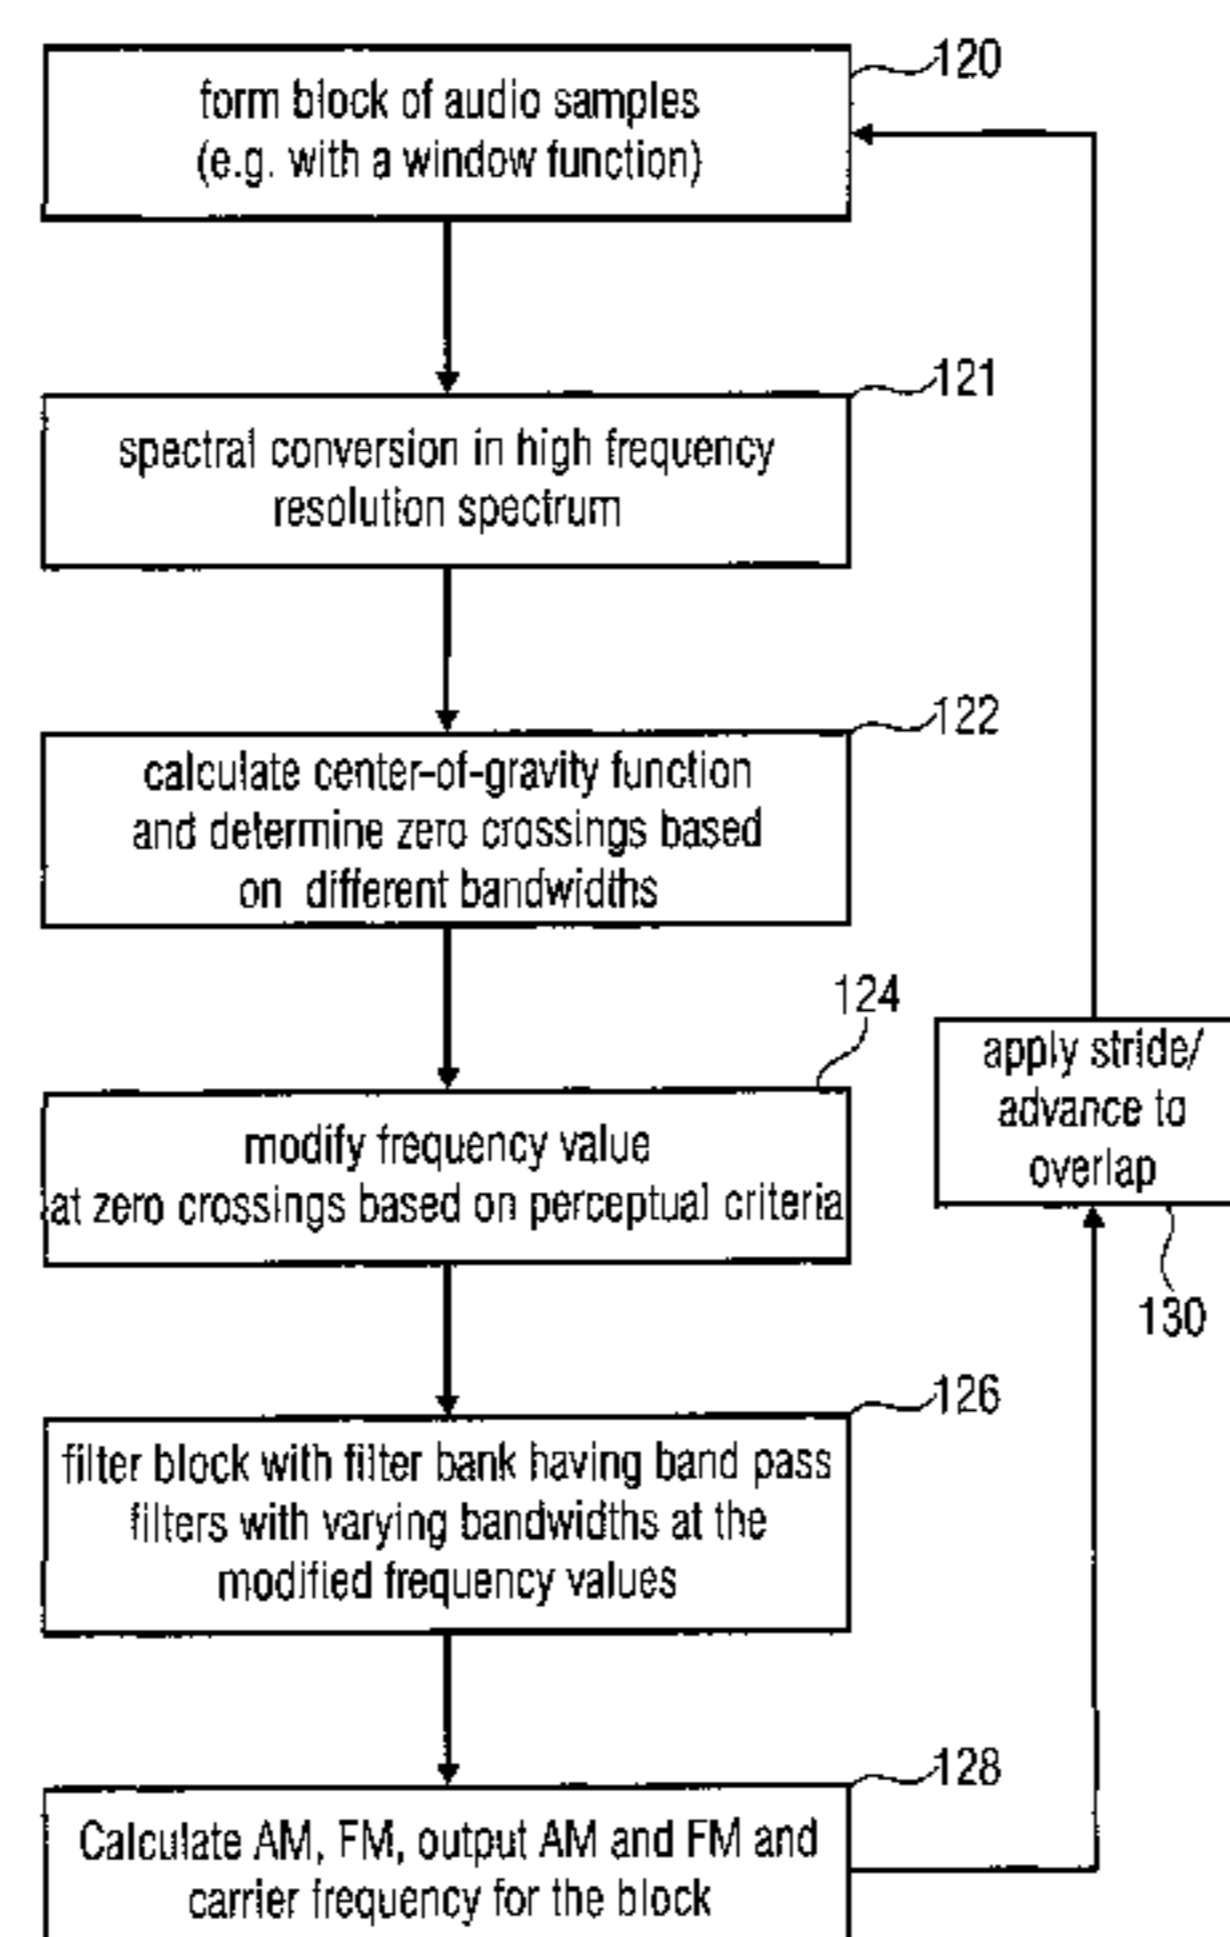 120
form block of audio samples
(e.g. with a window function)
121
spectral conversion in high frequency
resolution spectrum
122
calculate center-of-gravity function
and determine zero crossings based
on different bandwidths
124
modify frequency value
at zero crossings based on perceptual criteria
apply stride/
advance to
overlap
130
126
filter block with filter bank having band pass
filters with varying bandwidths at the
modified frequency values
128
Calculate AM, FM, output AM and FM and
carrier frequency for the block